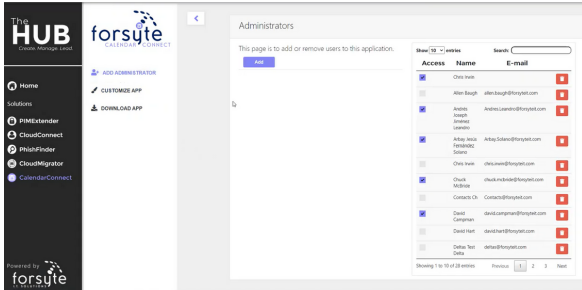 The
HUB
Create. Manage. Lead.
Home
Solutions
PIMExtender
CloudConnect
PhishFinder
CloudMigrator
CalendarConnect
Powered by
forsyte
I.T. SOLUTIONS
forsyte
CALENDAR CONNECT
ADD ADMINISTRATOR
CUSTOMIZE APP
DOWNLOAD APP
Administrators
This page is to add or remove users to this application.
Add
Show 10 entries Search:
Access Name E-mail
Chris Irwin
Allen Baugh allen.baugh@forsyteit.com
Andrés Andres.Leandro@forsyteit.com
Joseph
Jiménez
Leandro
Arbay Jesús Arbay.Solano@forsyteit.com
Fernández
Solano
Chris Irwin chris.irwin@forsyteit.com
Chuck chuck.mcbride@forsyteit.com
McBride
Contacts Ch Contacts@forsyteit.com
David david.campman@forsyteit.com
Campman
David Hart david.hart@forsyteit.com
Deltas Test deltas@forsyteit.com
Delta
Showing 1 to 10 of 28 entries Previous 1 2 3 Next